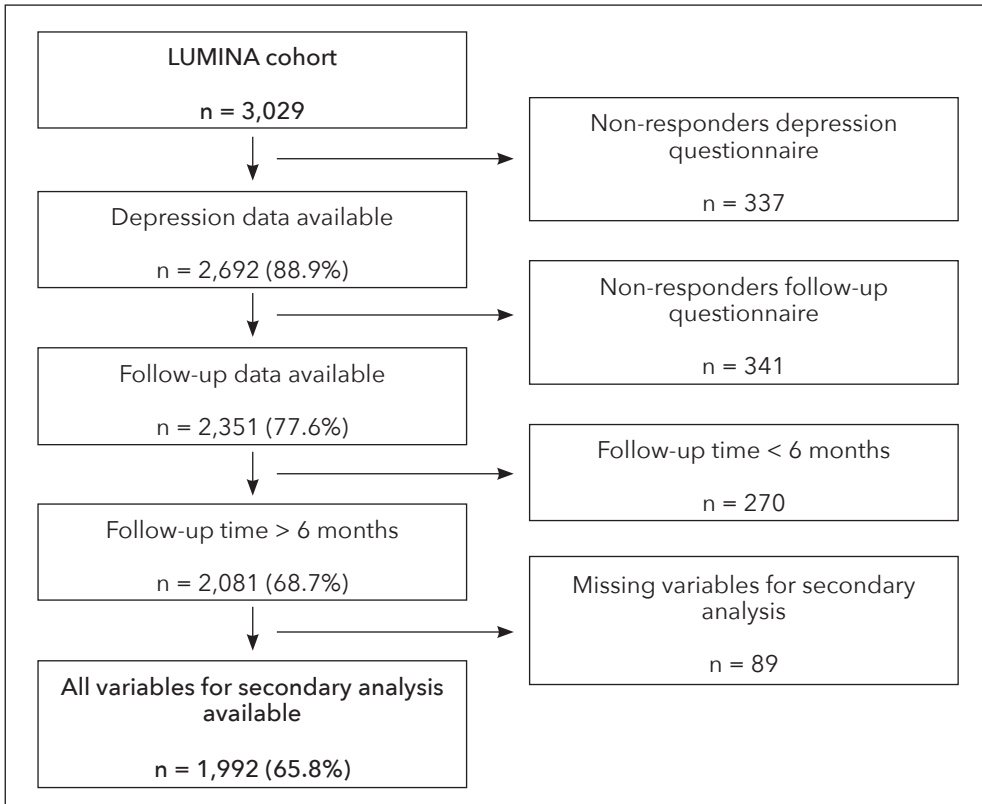 LUMINA cohort
n = 3,029
Non-responders depression
questionnaire
n = 337
Depression data available
n = 2,692 (88.9%)
Non-responders follow-up
questionnaire
n = 341
Follow-up data available
n = 2,351 (77.6%)
Follow-up time < 6 months
n = 270
Follow-up time > 6 months
n = 2,081 (68.7%)
Missing variables for secondary
analysis
n = 89
All variables for secondary analysis
available
n = 1,992 (65.8%)